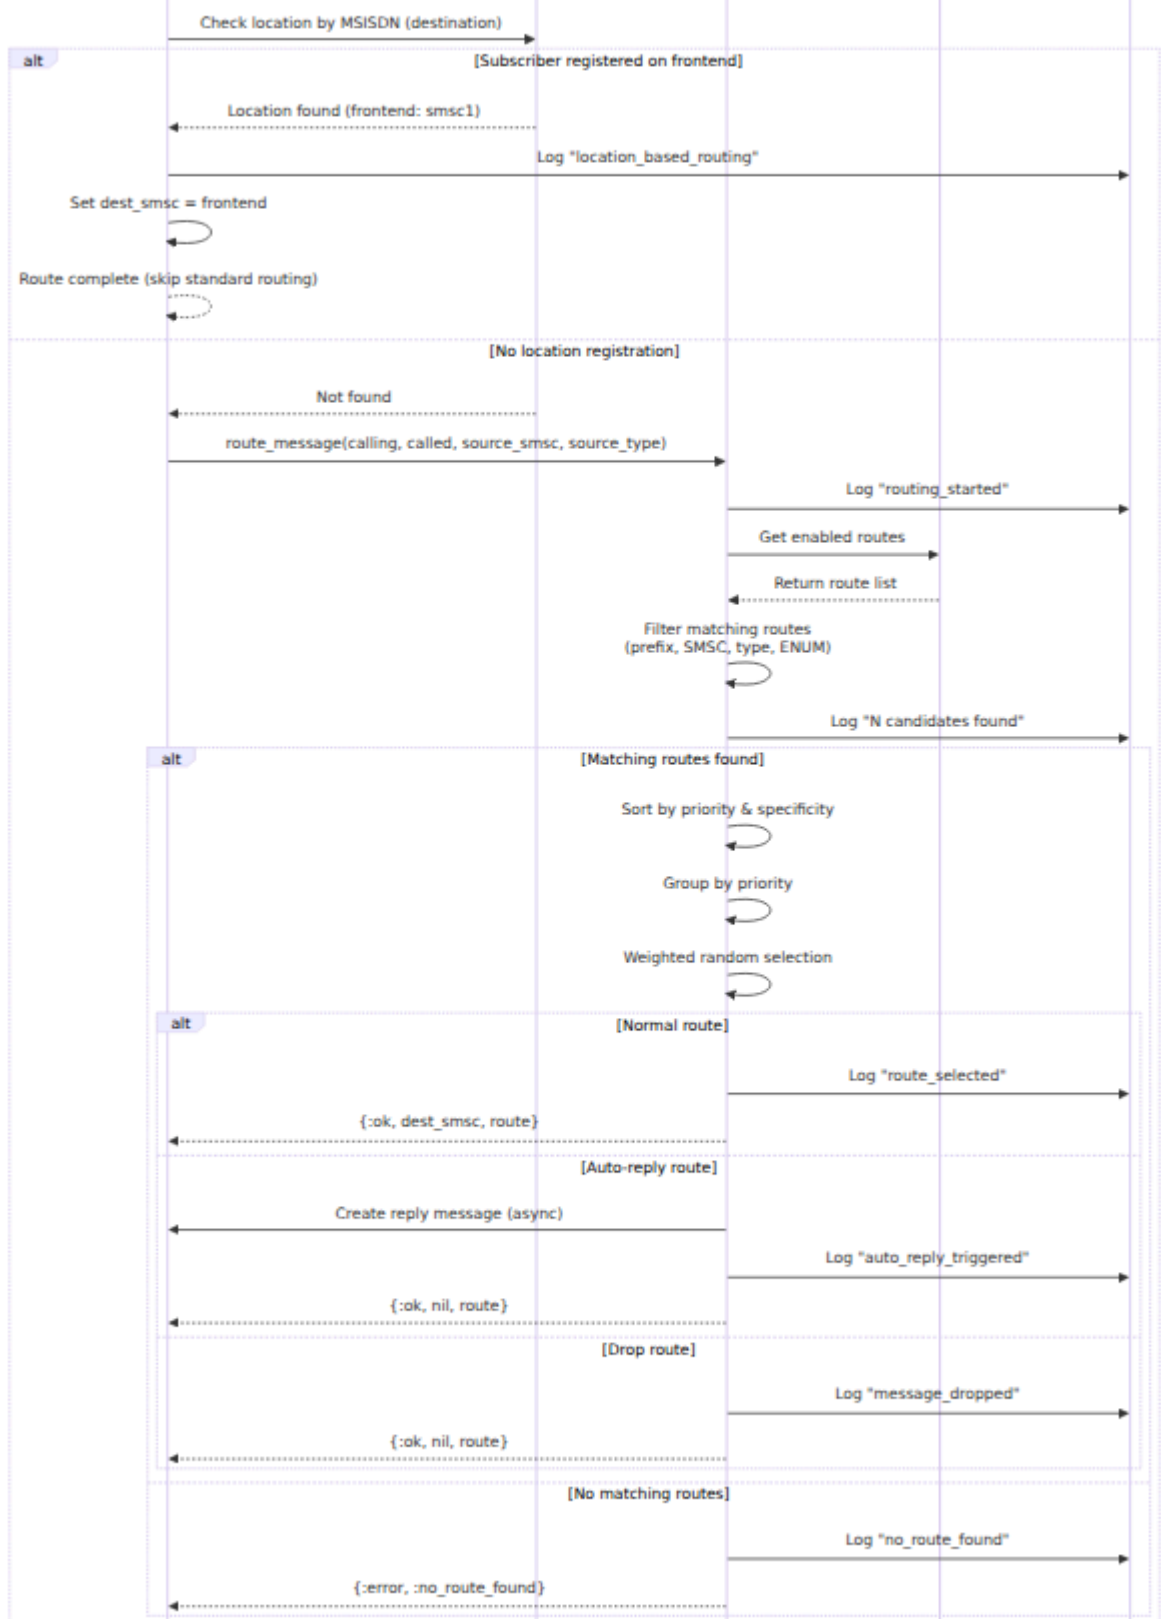 Check location by MSISDN (destination)
alt
[Subscriber registered on frontend]
Location found (frontend: smsc1)
Log "location_based_routing"
Set dest_smsc = frontend
Route complete (skip standard routing)
[No location registration]
Not found
route_message(calling, called, source_smsc, source_type)
Log "routing_started"
Get enabled routes
Return route list
Filter matching routes
(prefix, SMSC, type, ENUM)
Log "N candidates found"
alt
[Matching routes found]
Sort by priority & specificity
Group by priority
Weighted random selection
alt
[Normal route]
Log "route_selected"
{:ok, dest_smsc, route}
[Auto-reply route]
Create reply message (async)
Log "auto_reply_triggered"
{:ok, nil, route}
[Drop route]
Log "message_dropped"
{:ok, nil, route}
[No matching routes]
Log "no_route_found"
{:error, :no_route_found}